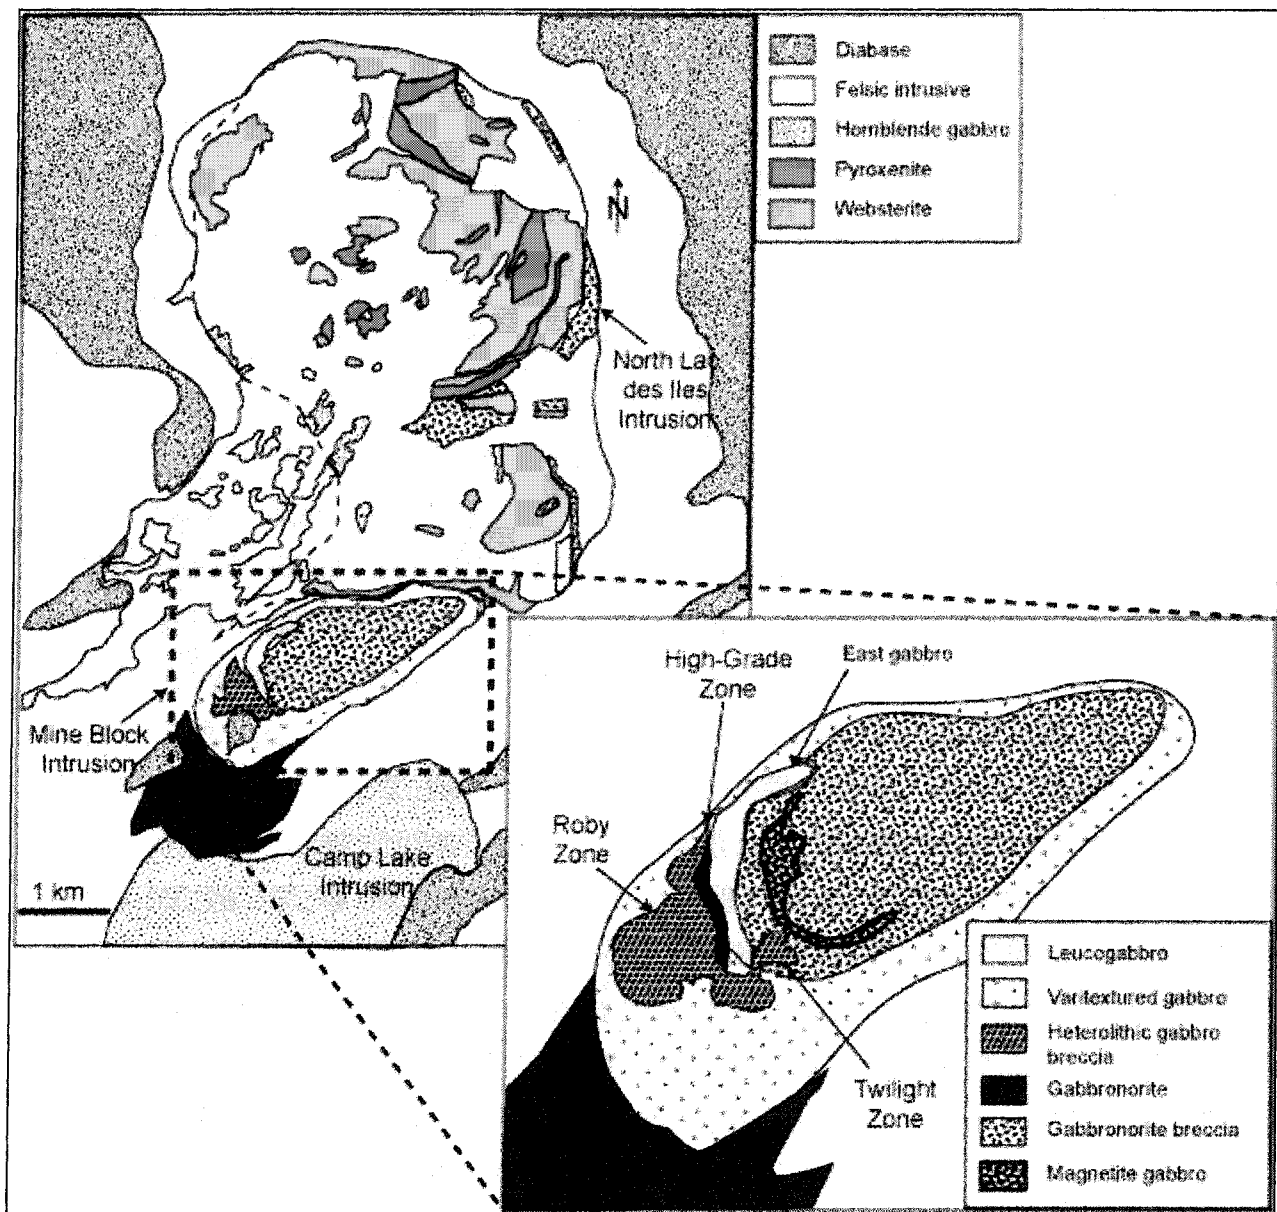 Diabase
Felsic intrusive
Hornblende gabbro
Pyroxenite
Websterite
N
North Lac
des Iles
Intrusion
Mine Block
Intrusion
Camp Lake
Intrusion
1 km
High-Grade
Zone
East gabbro
Roby
Zone
Twilight
Zone
Leucogabbro
Varitextured gabbro
Heterolithic gabbro
breccia
Gabbronorite
Gabbronorite breccia
Magnetite gabbro